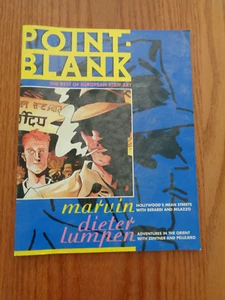 POINT-
BLANK
THE BEST OF EUROPEAN STRIP ART
marvin
HOLLYWOOD'S MEAN STREETS
WITH BERARDI AND MILAZZO
dieter
lumpen
ADVENTURES IN THE ORIENT
WITH ZENTNER AND PELLEJERO